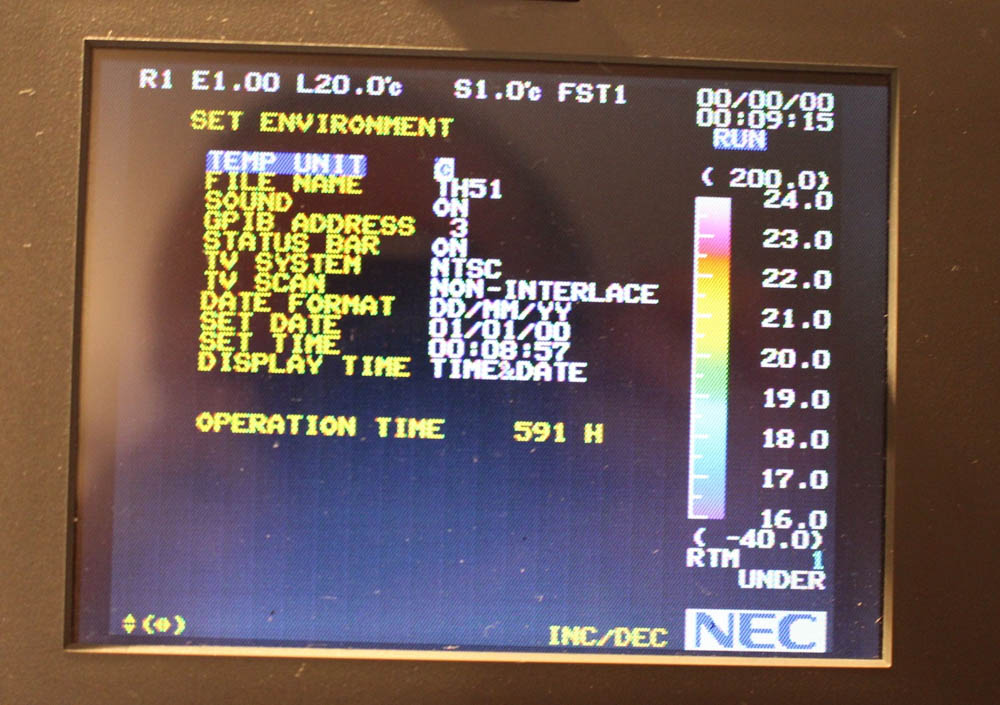 R1 E1.00 L20.0°c S1.0°c FST1
00/00/00
00:09:15
RUN
SET ENVIRONMENT
TEMP UNIT C
FILE NAME TH51
SOUND ON
GPIB ADDRESS 3
STATUS BAR ON
TV SYSTEM NTSC
TV SCAN NON-INTERLACE
DATE FORMAT DD/MM/YY
SET DATE 01/01/00
SET TIME 00:08:57
DISPLAY TIME TIME&DATE
OPERATION TIME 591 H
( 200.0)
24.0
23.0
22.0
21.0
20.0
19.0
18.0
17.0
16.0
( -40.0)
RTM 1
UNDER
INC/DEC
NEC